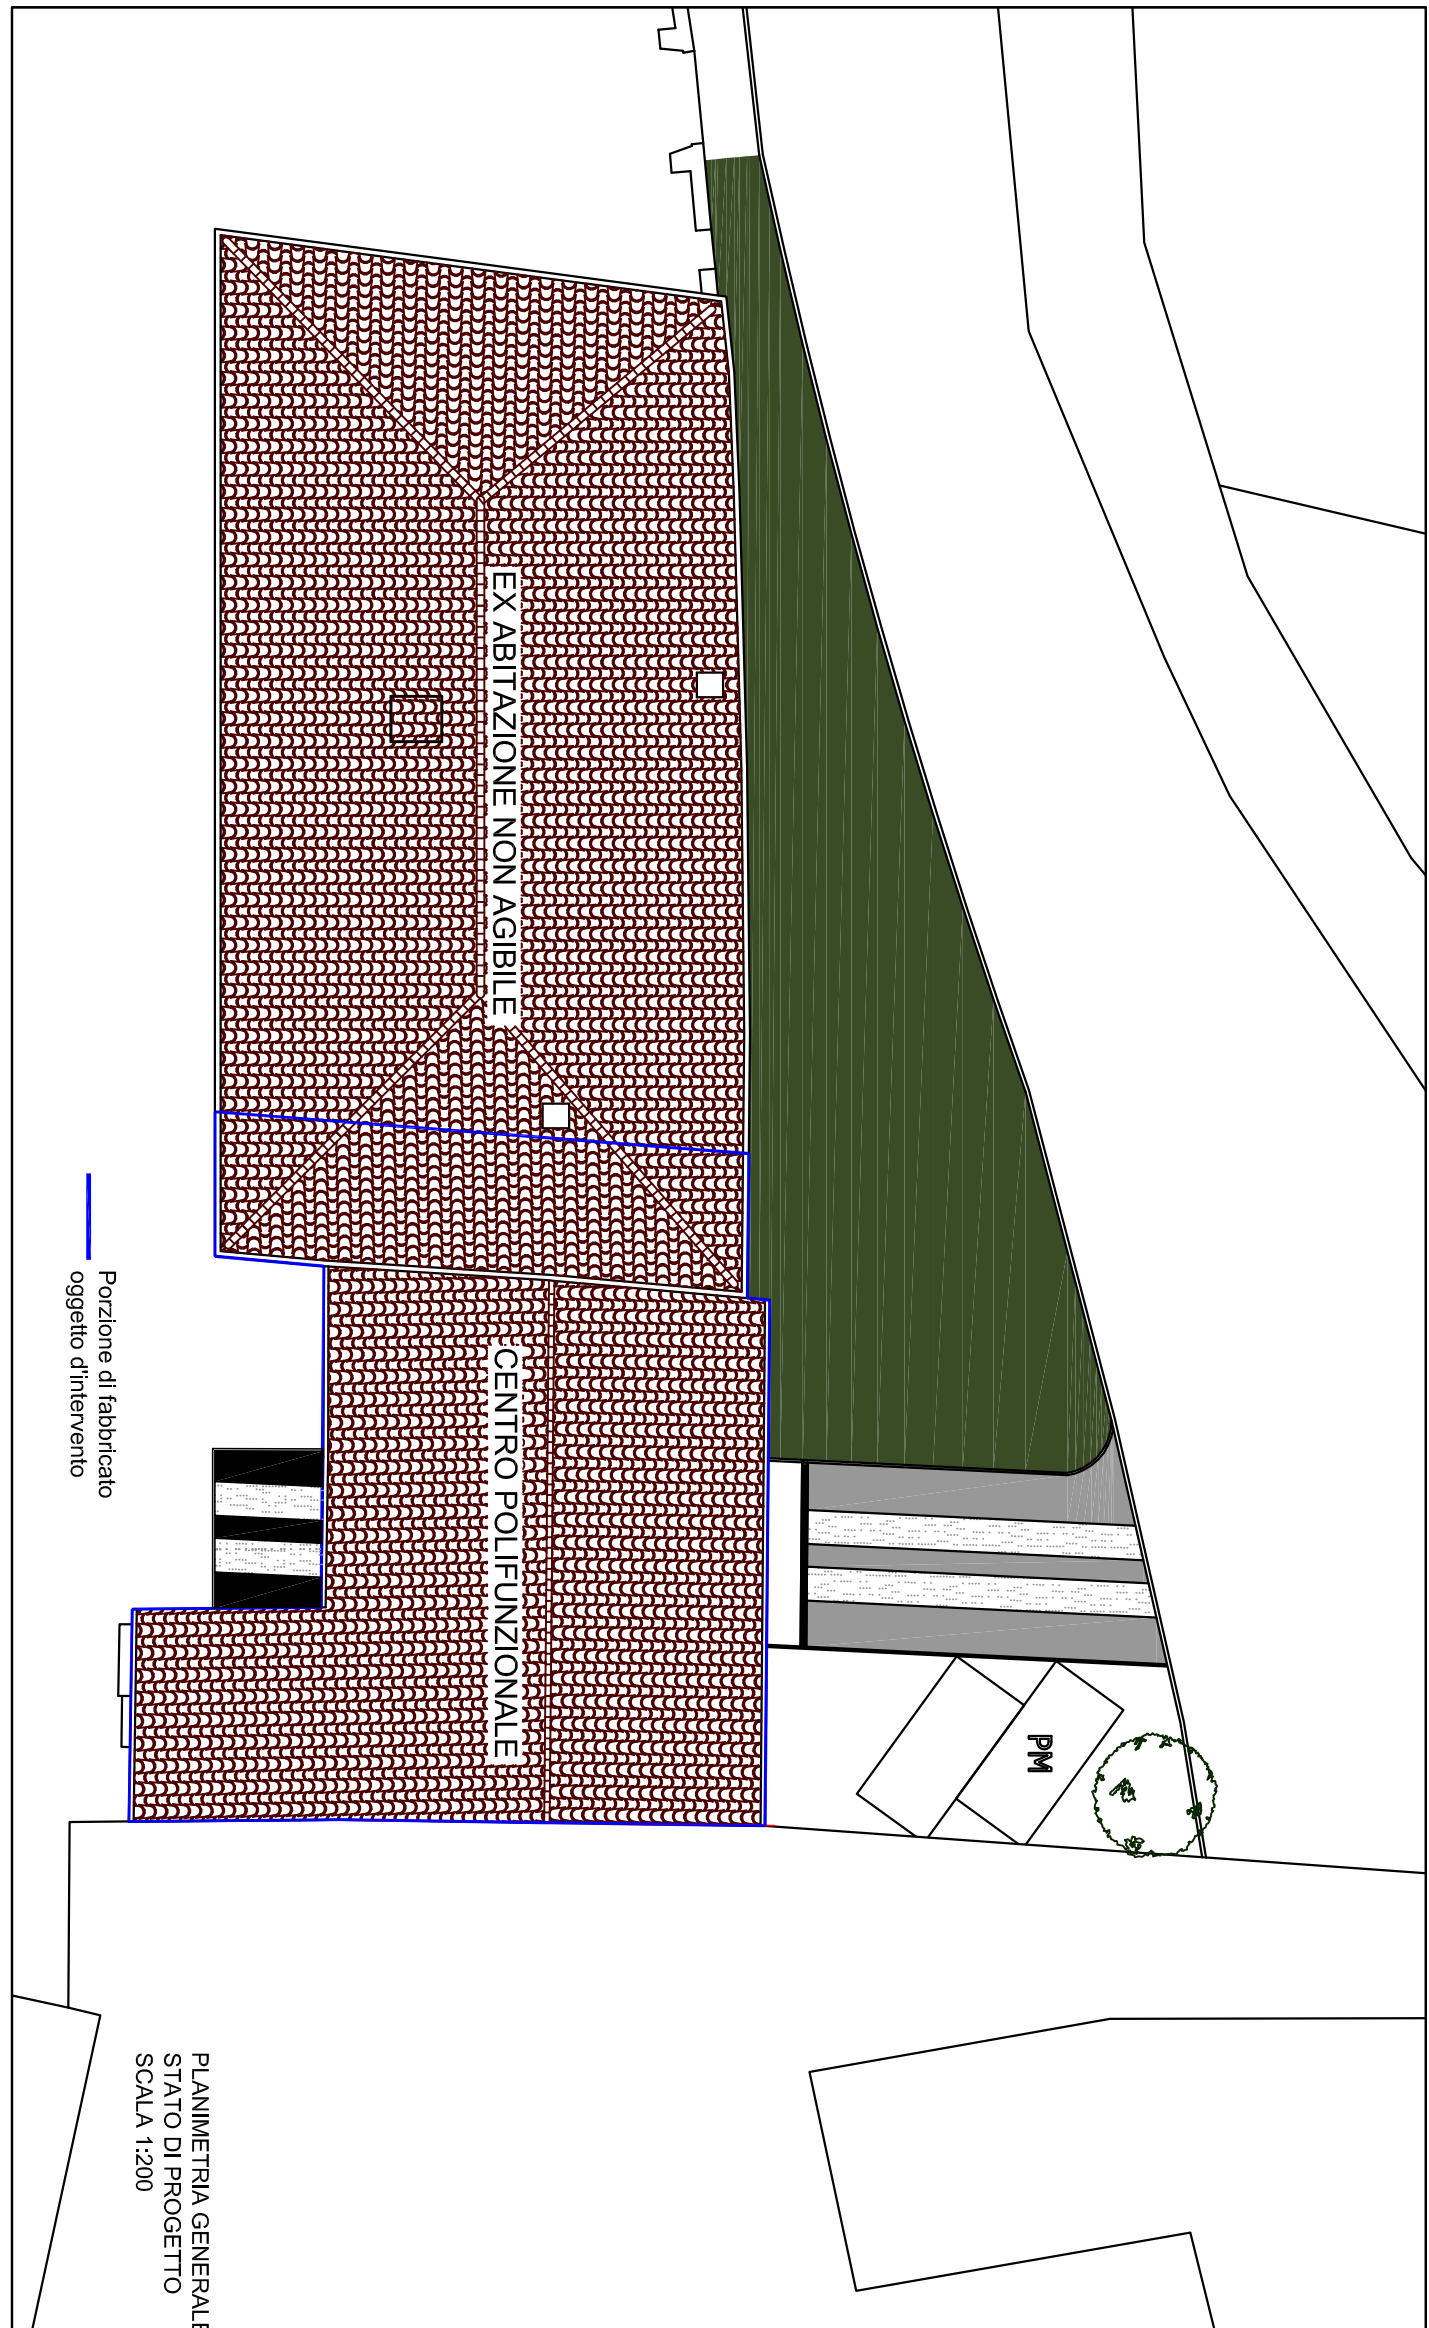 EX ABITAZIONE NON AGIBILE
CENTRO POLIFUNZIONALE
PM
Porzione di fabbricato
oggetto d'intervento
PLANIMETRIA GENERALE
STATO DI PROGETTO
SCALA 1:200